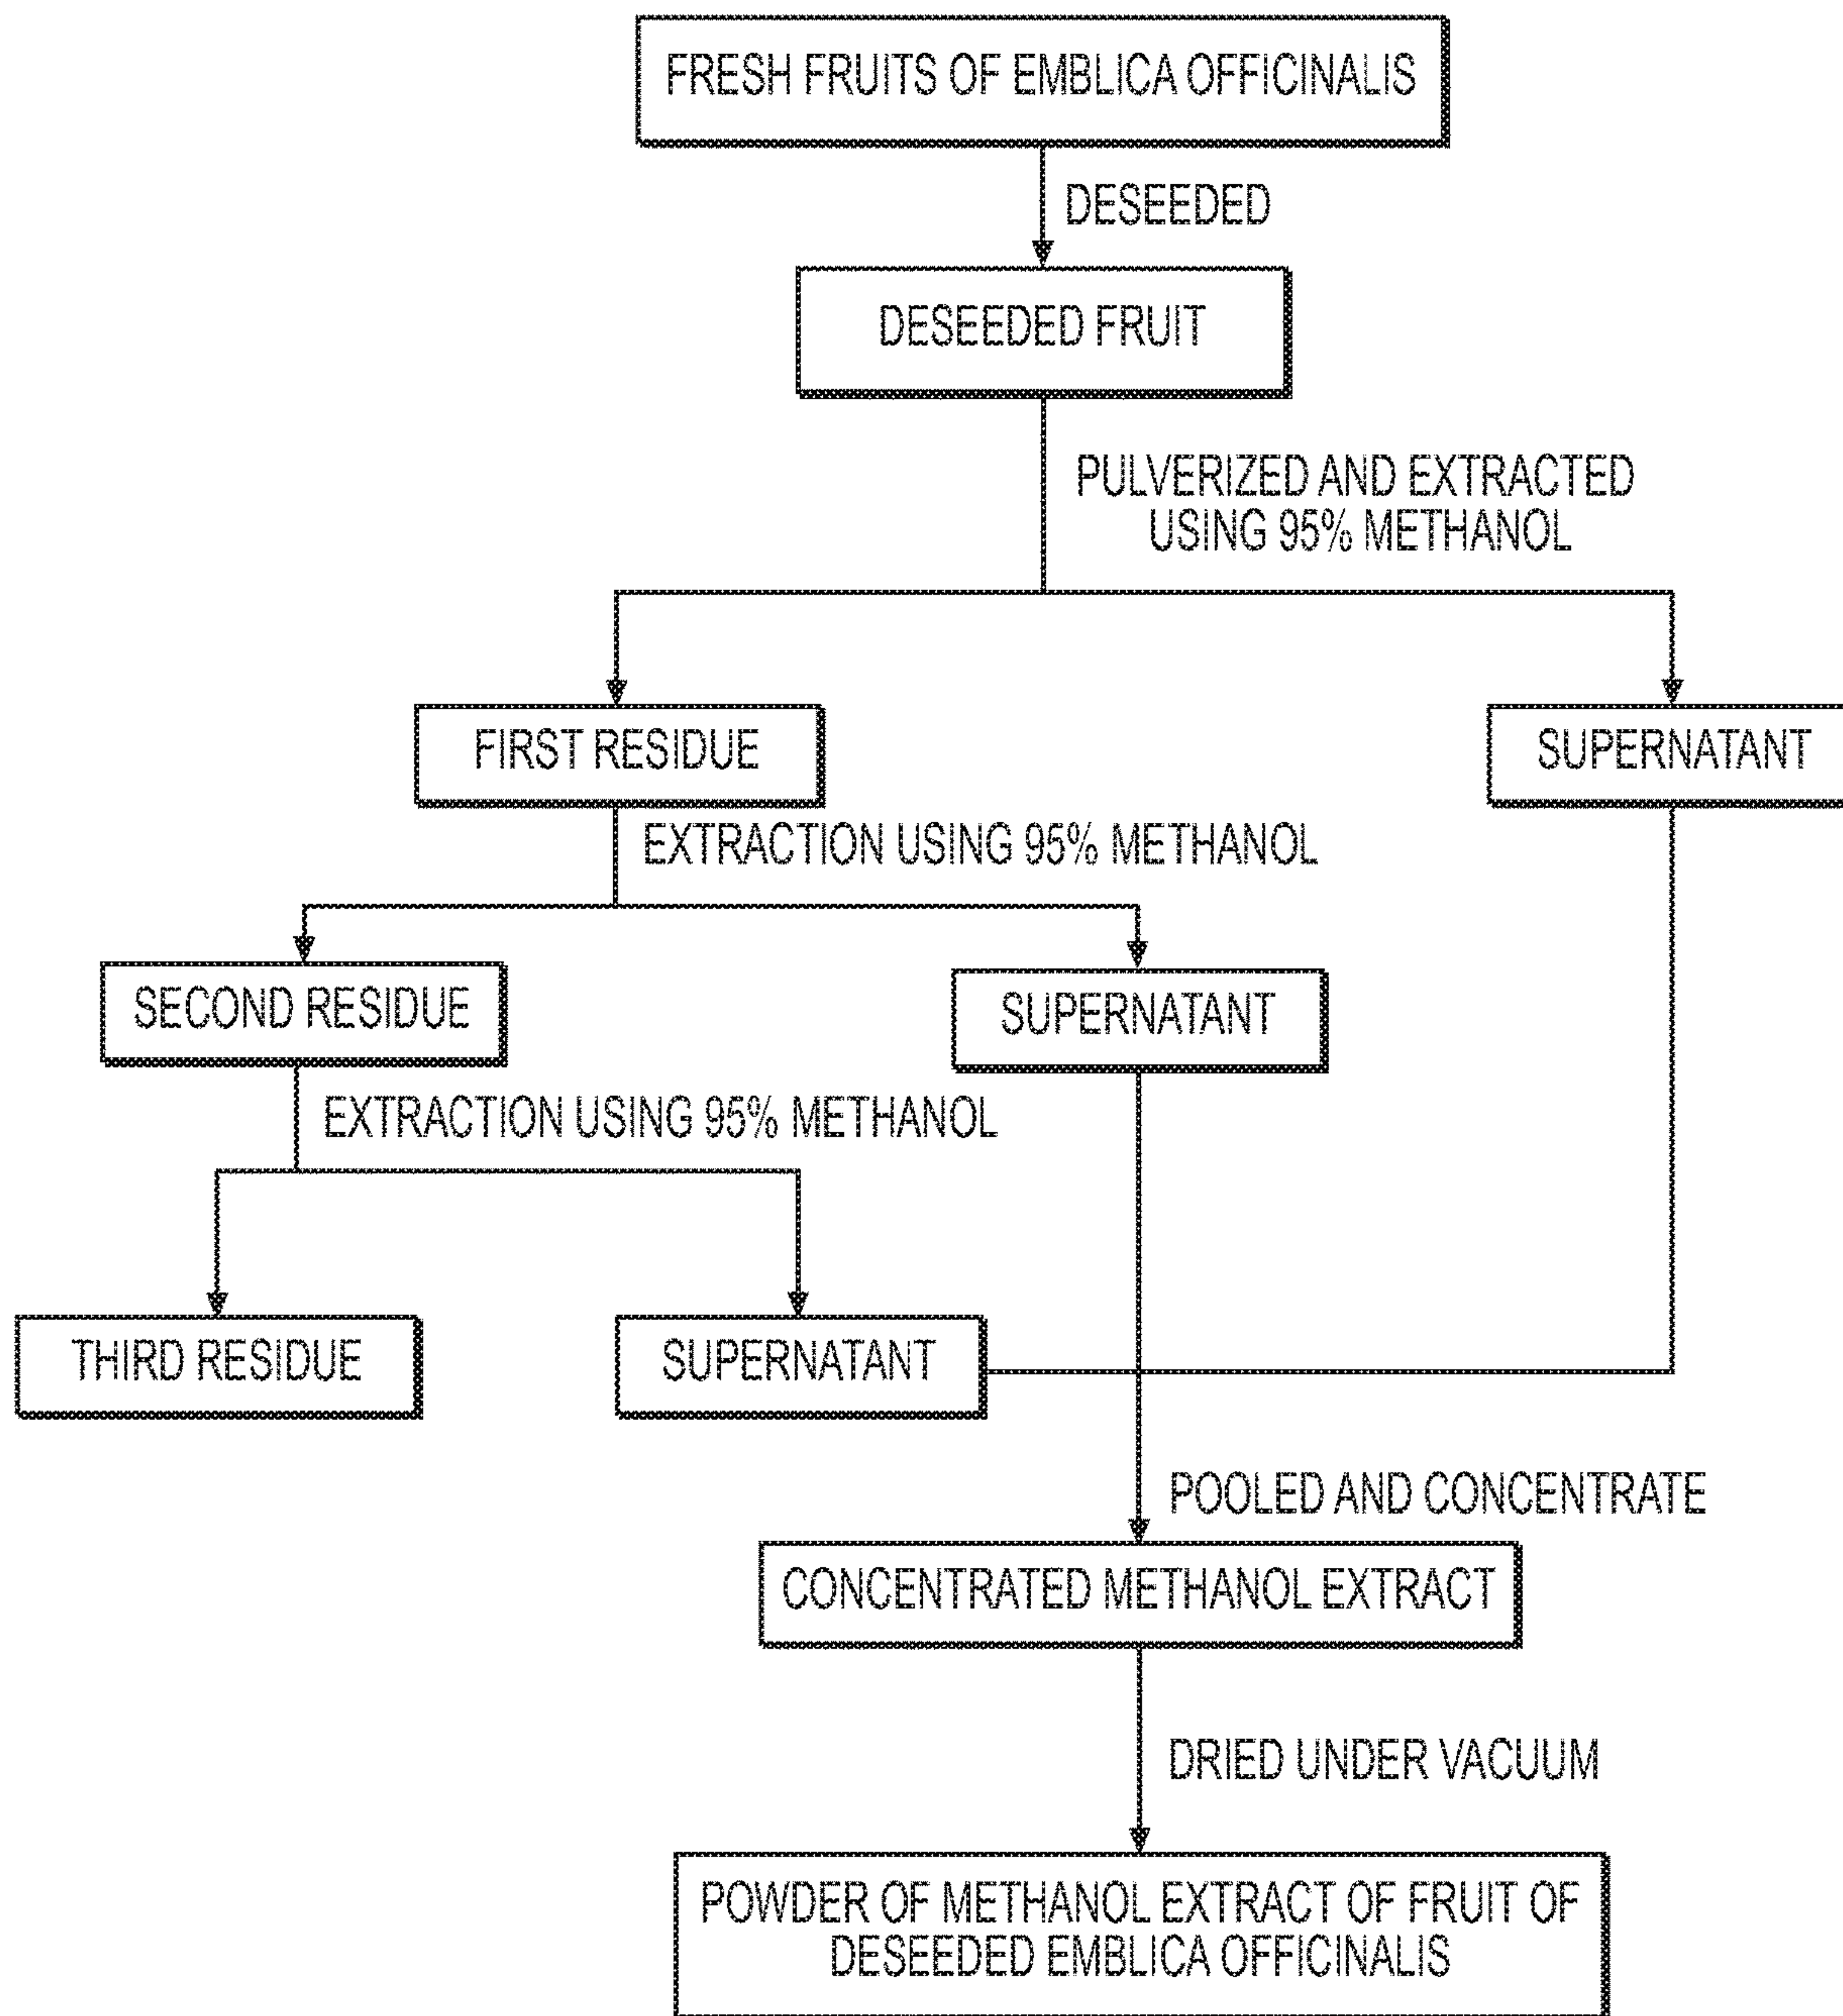 FRESH FRUITS OF EMBLICA OFFICINALIS
DESEEDED
DESEEDED FRUIT
PULVERIZED AND EXTRACTED
USING 95% METHANOL
FIRST RESIDUE
SUPERNATANT
EXTRACTION USING 95% METHANOL
SECOND RESIDUE
SUPERNATANT
EXTRACTION USING 95% METHANOL
THIRD RESIDUE
SUPERNATANT
POOLED AND CONCENTRATE
CONCENTRATED METHANOL EXTRACT
DRIED UNDER VACUUM
POWDER OF METHANOL EXTRACT OF FRUIT OF
DESEEDED EMBLICA OFFICINALIS